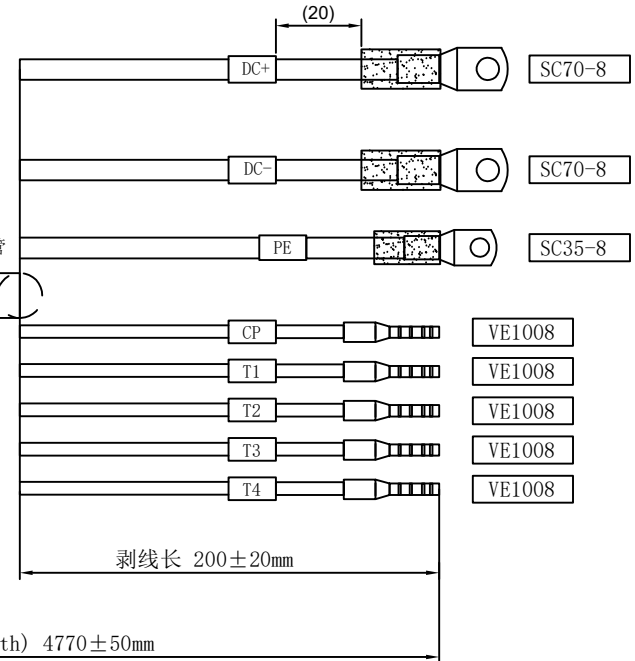 (20)
DC+ SC70-8
DC- SC70-8
PE SC35-8
CP VE1008
T1 VE1008
T2 VE1008
T3 VE1008
T4 VE1008
剥线长 200±20mm
th) 4770±50mm